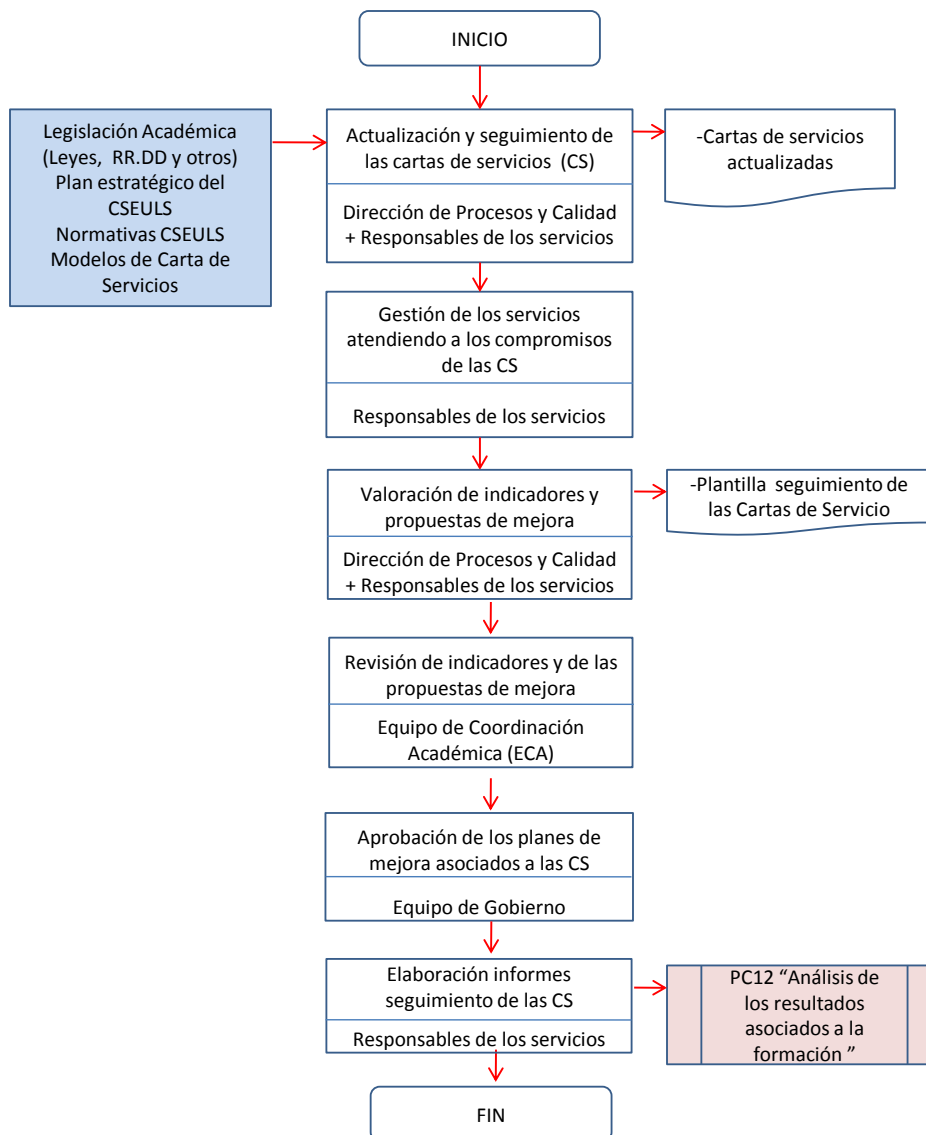 INICIO
Legislación Académica
(Leyes, RR.DD y otros)
Plan estratégico del
CSEULS
Normativas CSEULS
Modelos de Carta de
Servicios
Actualización y seguimiento de
las cartas de servicios (CS)
Dirección de Procesos y Calidad
+ Responsables de los servicios
-Cartas de servicios
actualizadas
Gestión de los servicios
atendiendo a los compromisos
de las CS
Responsables de los servicios
Valoración de indicadores y
propuestas de mejora
Dirección de Procesos y Calidad
+ Responsables de los servicios
-Plantilla seguimiento de
las Cartas de Servicio
Revisión de indicadores y de las
propuestas de mejora
Equipo de Coordinación
Académica (ECA)
Aprobación de los planes de
mejora asociados a las CS
Equipo de Gobierno
Elaboración informes
seguimiento de las CS
Responsables de los servicios
PC12 “Análisis de
los resultados
asociados a la
formación ”
FIN